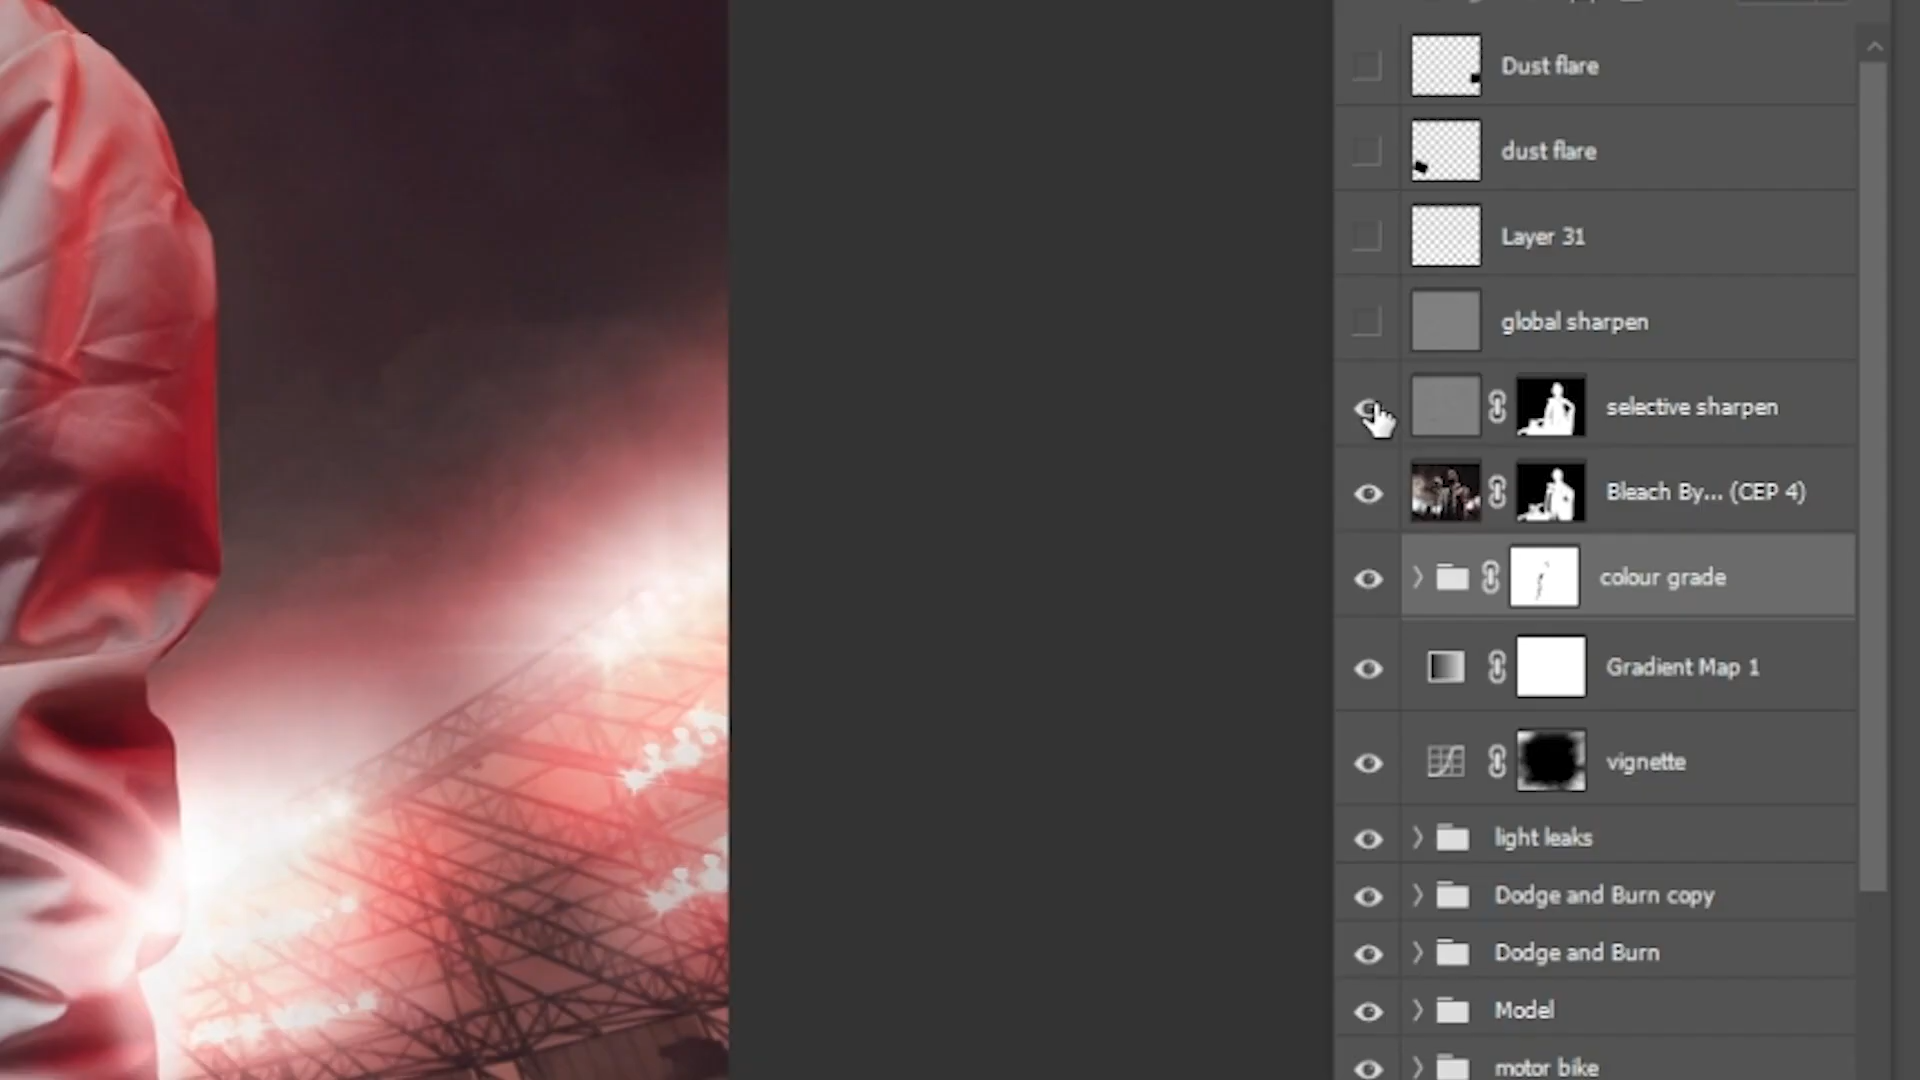 Dust flare
dust flare
Layer 31
global sharpen
selective sharpen
Bleach By... (CEP 4)
colour grade
Gradient Map 1
vignette
light leaks
Dodge and Burn copy
Dodge and Burn
Model
motor bike